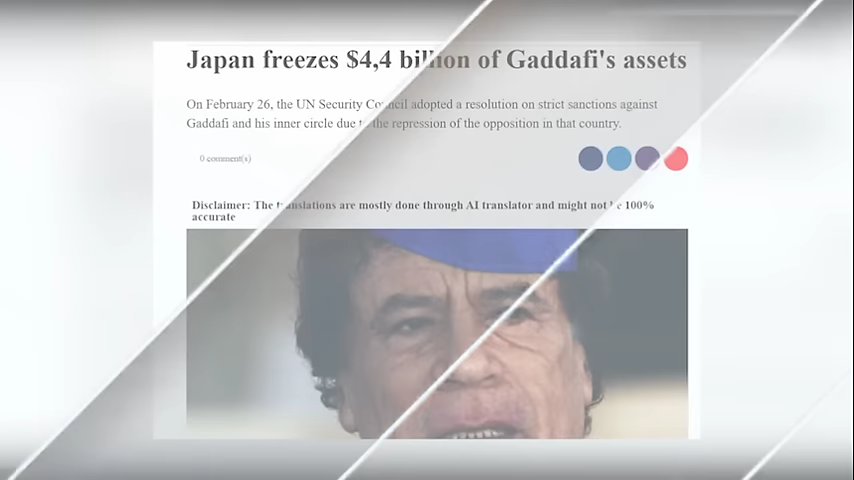 Japan freezes $4,4 billion of Gaddafi's assets
On February 26, the UN Security Council adopted a resolution on strict sanctions against
Gaddafi and his inner circle due to the repression of the opposition in that country.
0 comment(s)
Disclaimer: The translations are mostly done through AI translator and might not be 100%
accurate